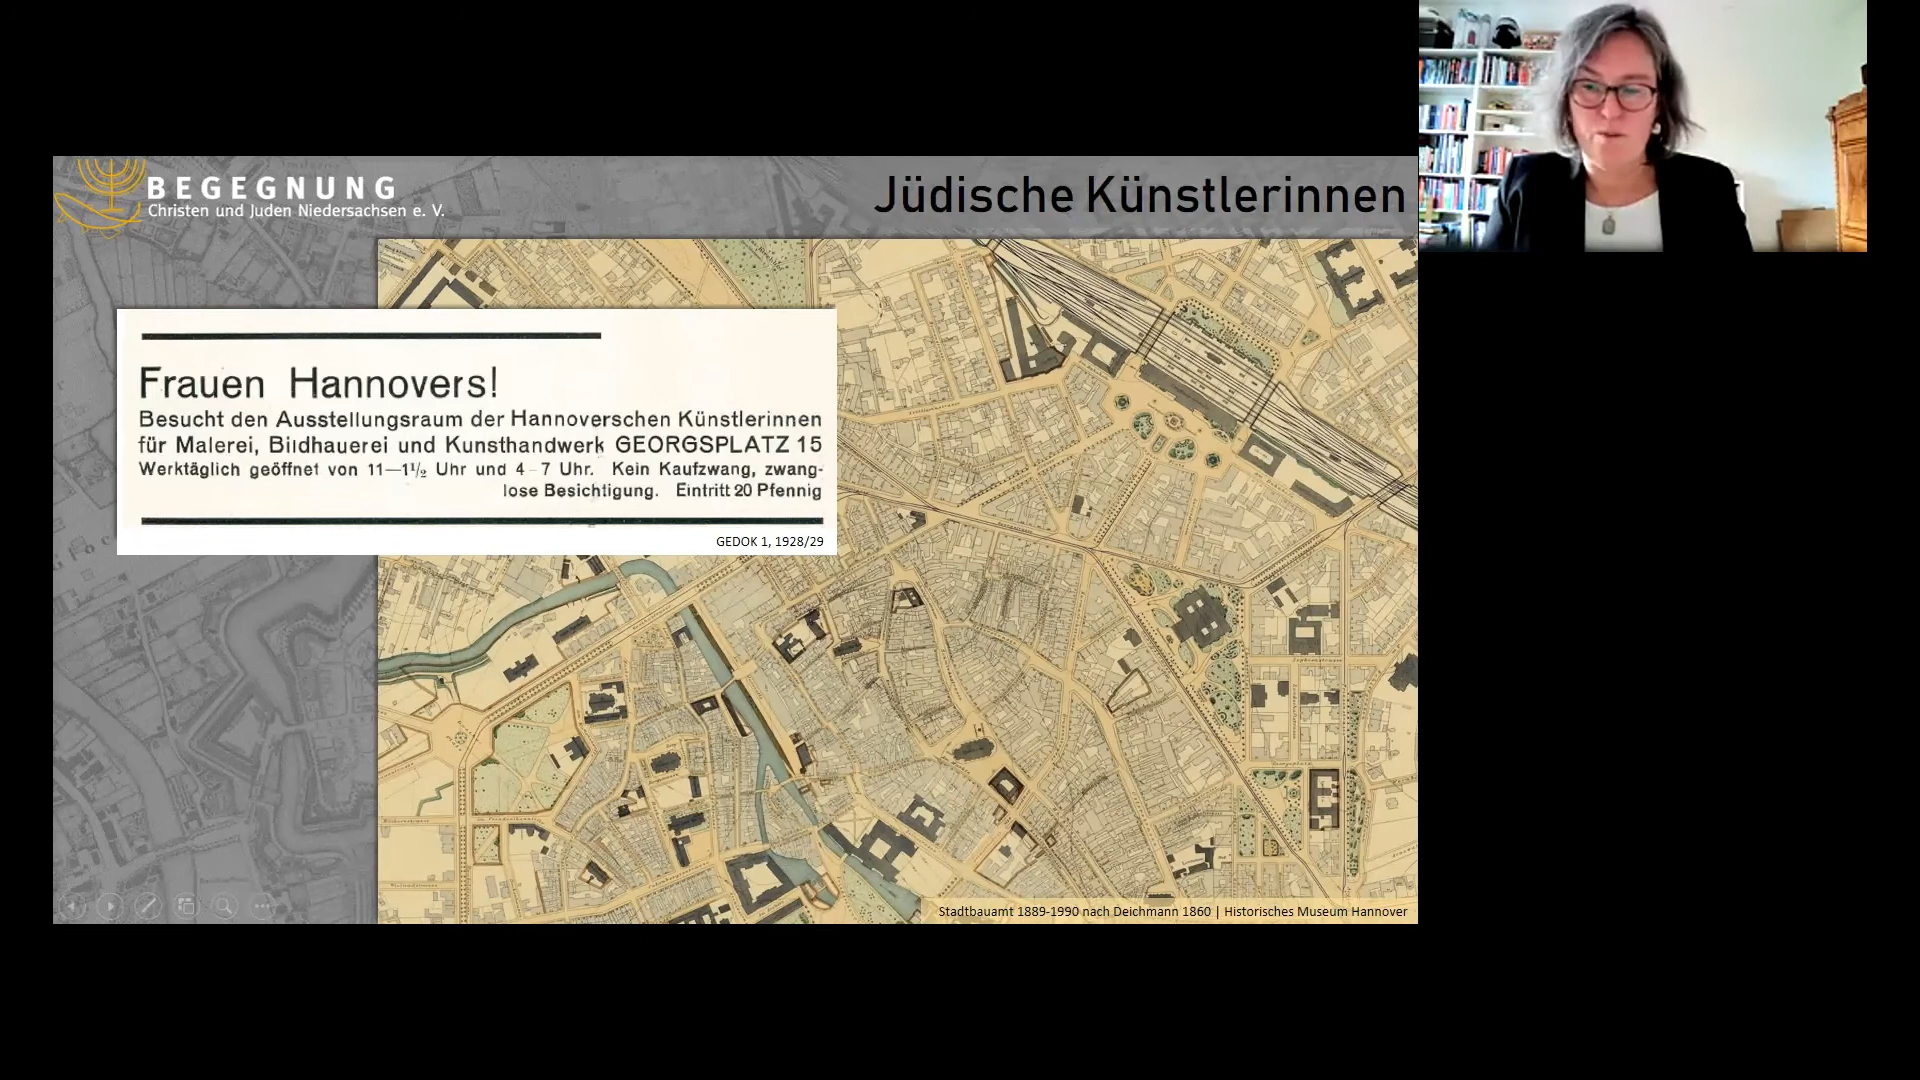 BEGEGNUNG
Christen und Juden Niedersachsen e. V.
Jüdische Künstlerinnen
Frauen Hannovers!
Besucht den Ausstellungsraum der Hannoverschen Künstlerinnen
für Malerei, Bildhauerei und Kunsthandwerk GEORGSPLATZ 15
Werktäglich geöffnet von 11—1½ Uhr und 4-7 Uhr. Kein Kaufzwang, zwang-
lose Besichtigung. Eintritt 20 Pfennig
GEDOK 1, 1928/29
Stadtbauamt 1889-1990 nach Deichmann 1860 | Historisches Museum Hannover